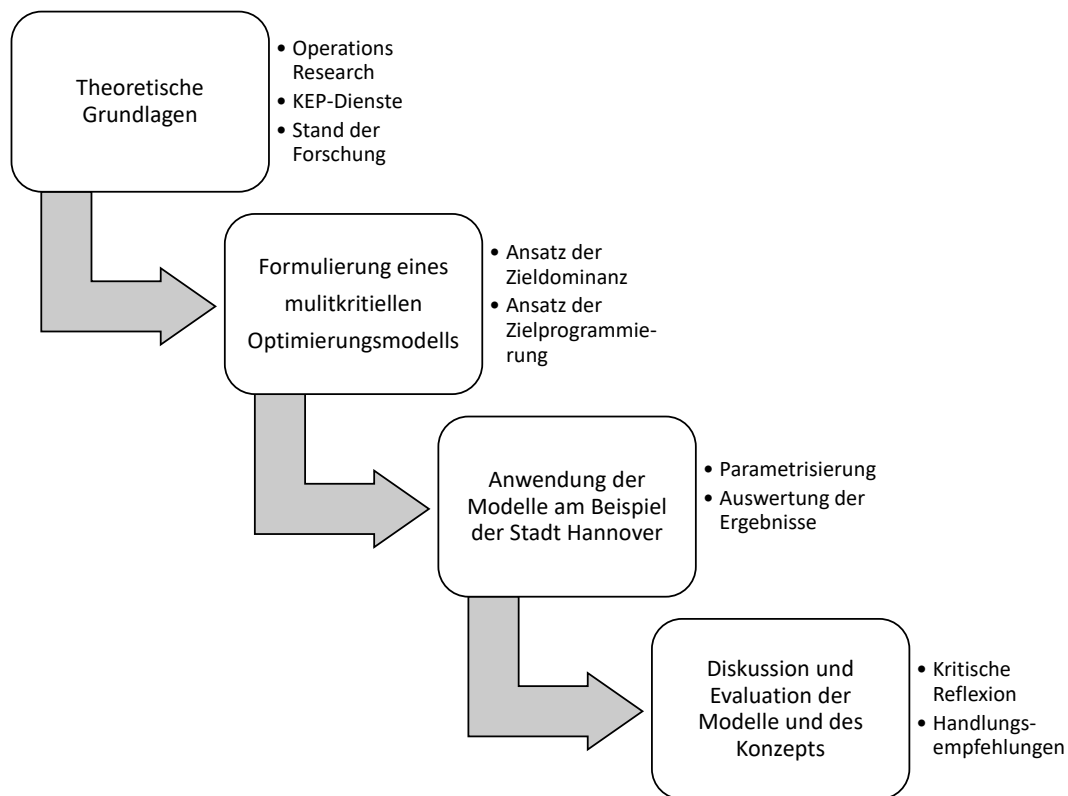 Theoretische
Grundlagen
• Operations
Research
• KEP-Dienste
• Stand der
Forschung
Formulierung eines
mulitkritiellen
Optimierungsmodells
• Ansatz der
Zieldominanz
• Ansatz der
Zielprogrammie-
rung
Anwendung der
Modelle am Beispiel
der Stadt Hannover
• Parametrisierung
• Auswertung der
Ergebnisse
Diskussion und
Evaluation der
Modelle und des
Konzepts
• Kritische
Reflexion
• Handlungs-
empfehlungen